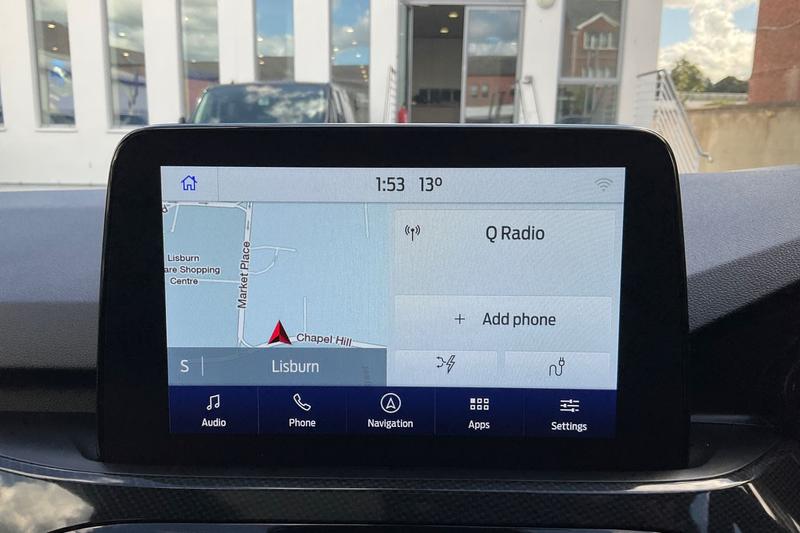 1:53 13º
Lisburn
are Shopping
Centre
Market Place
Chapel Hill
S
Lisburn
Q Radio
+ Add phone
Audio
Phone
Navigation
Apps
Settings